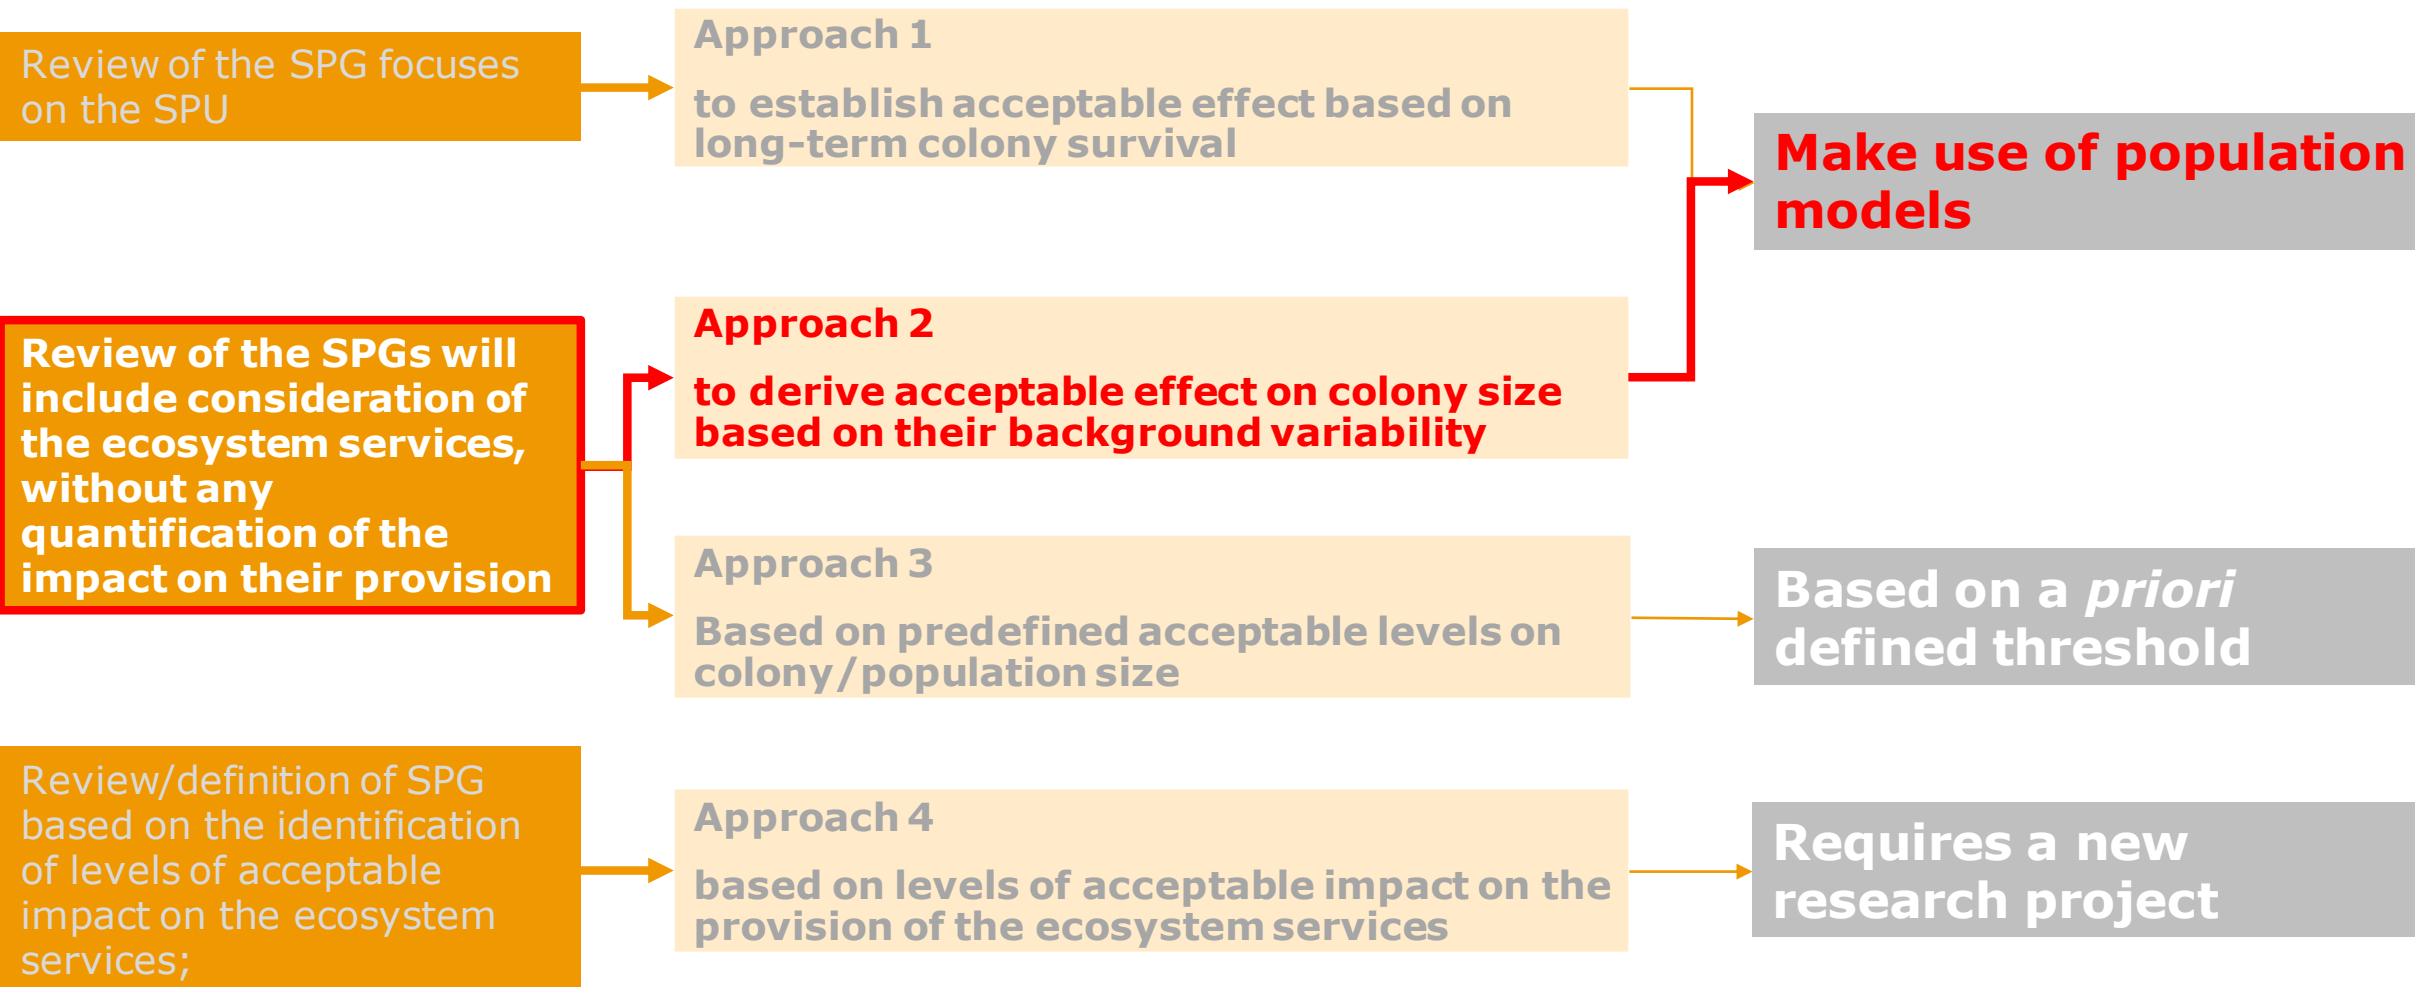 Review of the SPG focuses
on the SPU
Approach 1
to establish acceptable effect based on
long-term colony survival
Make use of population
models
Review of the SPGs will
include consideration of
the ecosystem services,
without any
quantification of the
impact on their provision
Approach 2
to derive acceptable effect on colony size
based on their background variability
Approach 3
Based on predefined acceptable levels on
colony/population size
Based on a priori
defined threshold
Review/definition of SPG
based on the identification
of levels of acceptable
impact on the ecosystem
services;
Approach 4
based on levels of acceptable impact on the
provision of the ecosystem services
Requires a new
research project